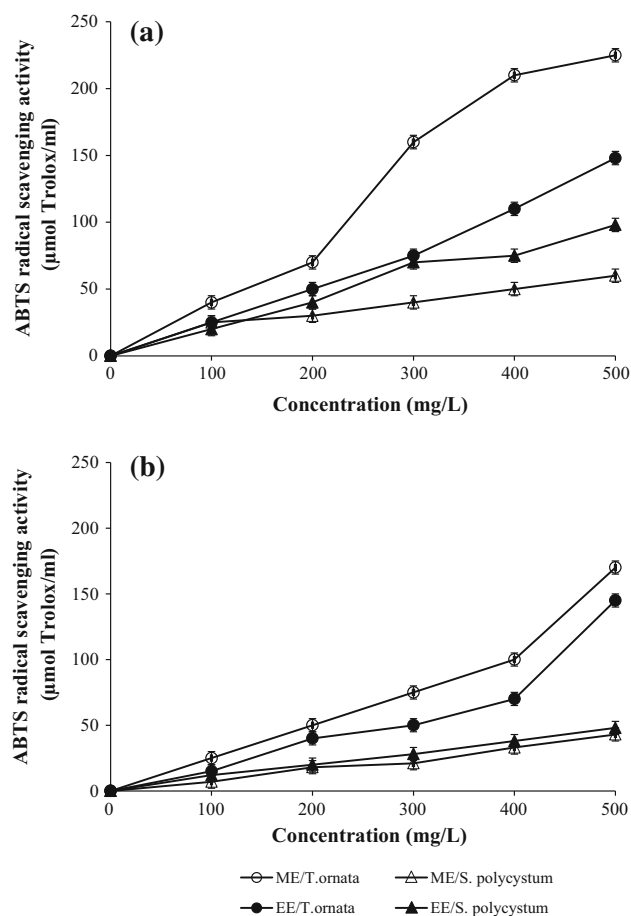 (a)
ABTS radical scavenging activity
(µmol Trolox/ml)
250
200
150
100
50
0
0 100 200 300 400 500
Concentration (mg/L)
(b)
ABTS radical scavenging activity
(µmol Trolox/ml)
250
200
150
100
50
0
0 100 200 300 400 500
Concentration (mg/L)
ME/T.ornata ME/S. polycystum
EE/T.ornata EE/S. polycystum